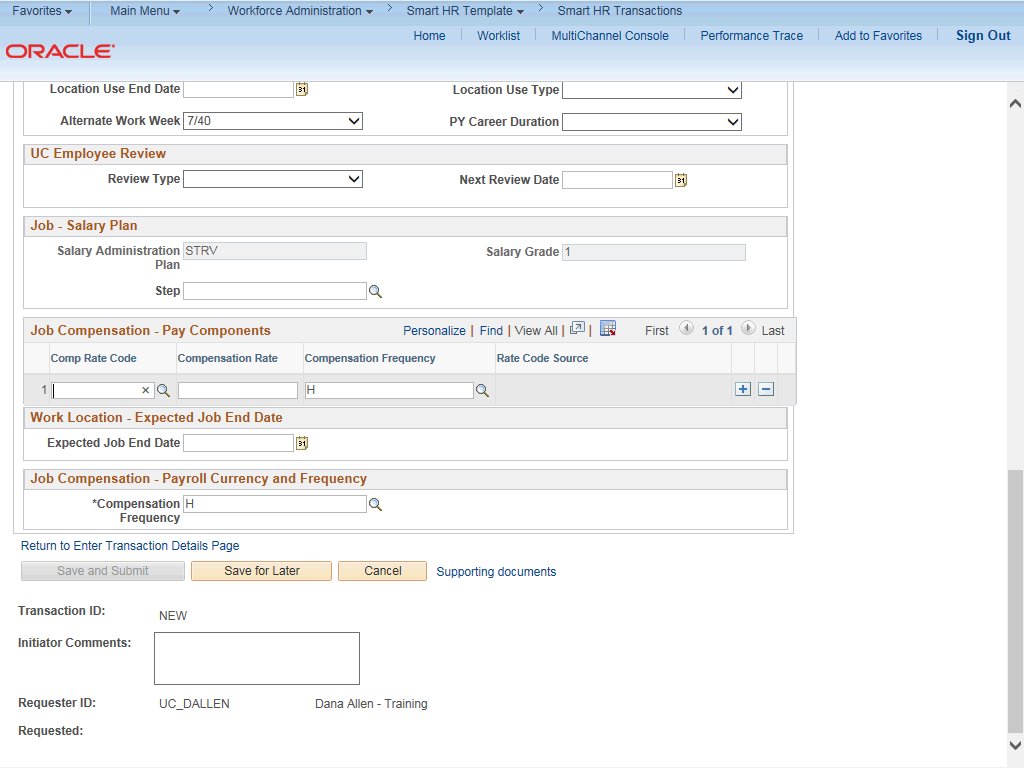 Favorites Main Menu > Workforce Administration > Smart HR Template > Smart HR Transactions
Home Worklist MultiChannel Console Performance Trace Add to Favorites Sign Out
ORACLE
Location Use End Date 31 Location Use Type
Alternate Work Week 7/40 PY Career Duration
UC Employee Review
Review Type Next Review Date 31
Job - Salary Plan
Salary Administration Plan STRV Salary Grade 1
Step
Job Compensation - Pay Components Personalize | Find | View All | | First 1 of 1 Last
Comp Rate Code Compensation Rate Compensation Frequency Rate Code Source
1 × H + −
Work Location - Expected Job End Date
Expected Job End Date 31
Job Compensation - Payroll Currency and Frequency
*Compensation Frequency H
Return to Enter Transaction Details Page
Save and Submit Save for Later Cancel Supporting documents
Transaction ID: NEW
Initiator Comments:
Requester ID: UC_DALLEN Dana Allen - Training
Requested: